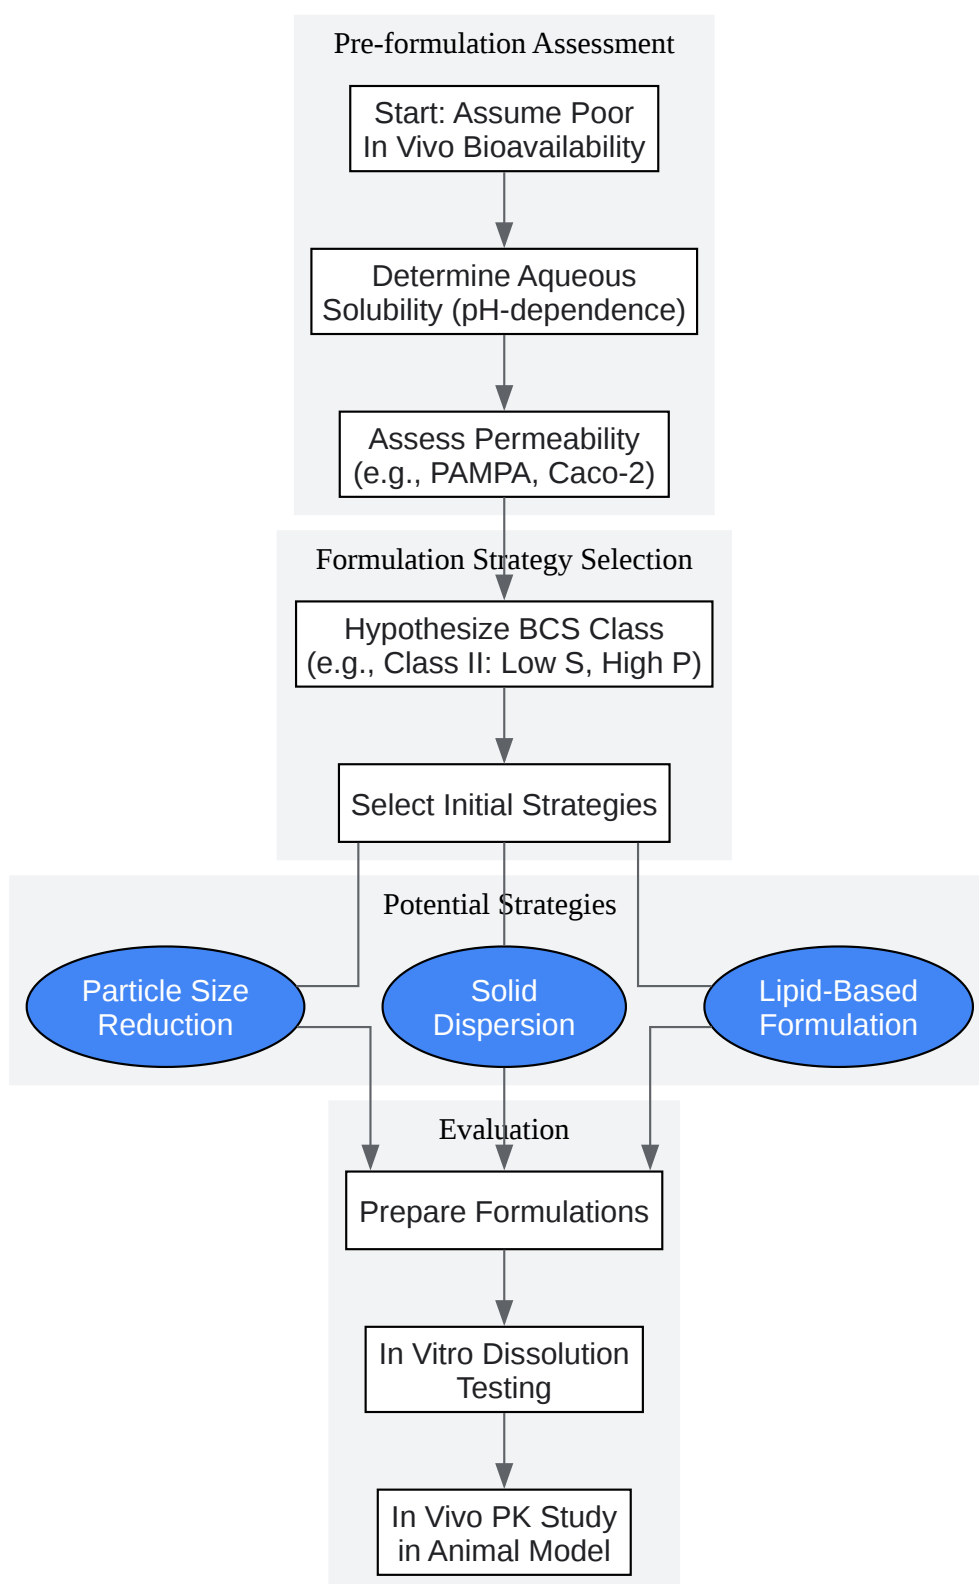 Pre-formulation Assessment
Start: Assume Poor
In Vivo Bioavailability
Determine Aqueous
Solubility (pH-dependence)
Assess Permeability
(e.g., PAMPA, Caco-2)
Formulation Strategy Selection
Hypothesize BCS Class
(e.g., Class II: Low S, High P)
Select Initial Strategies
Potential Strategies
Particle Size
Reduction
Solid
Dispersion
Lipid-Based
Formulation
Evaluation
Prepare Formulations
In Vitro Dissolution
Testing
In Vivo PK Study
in Animal Model